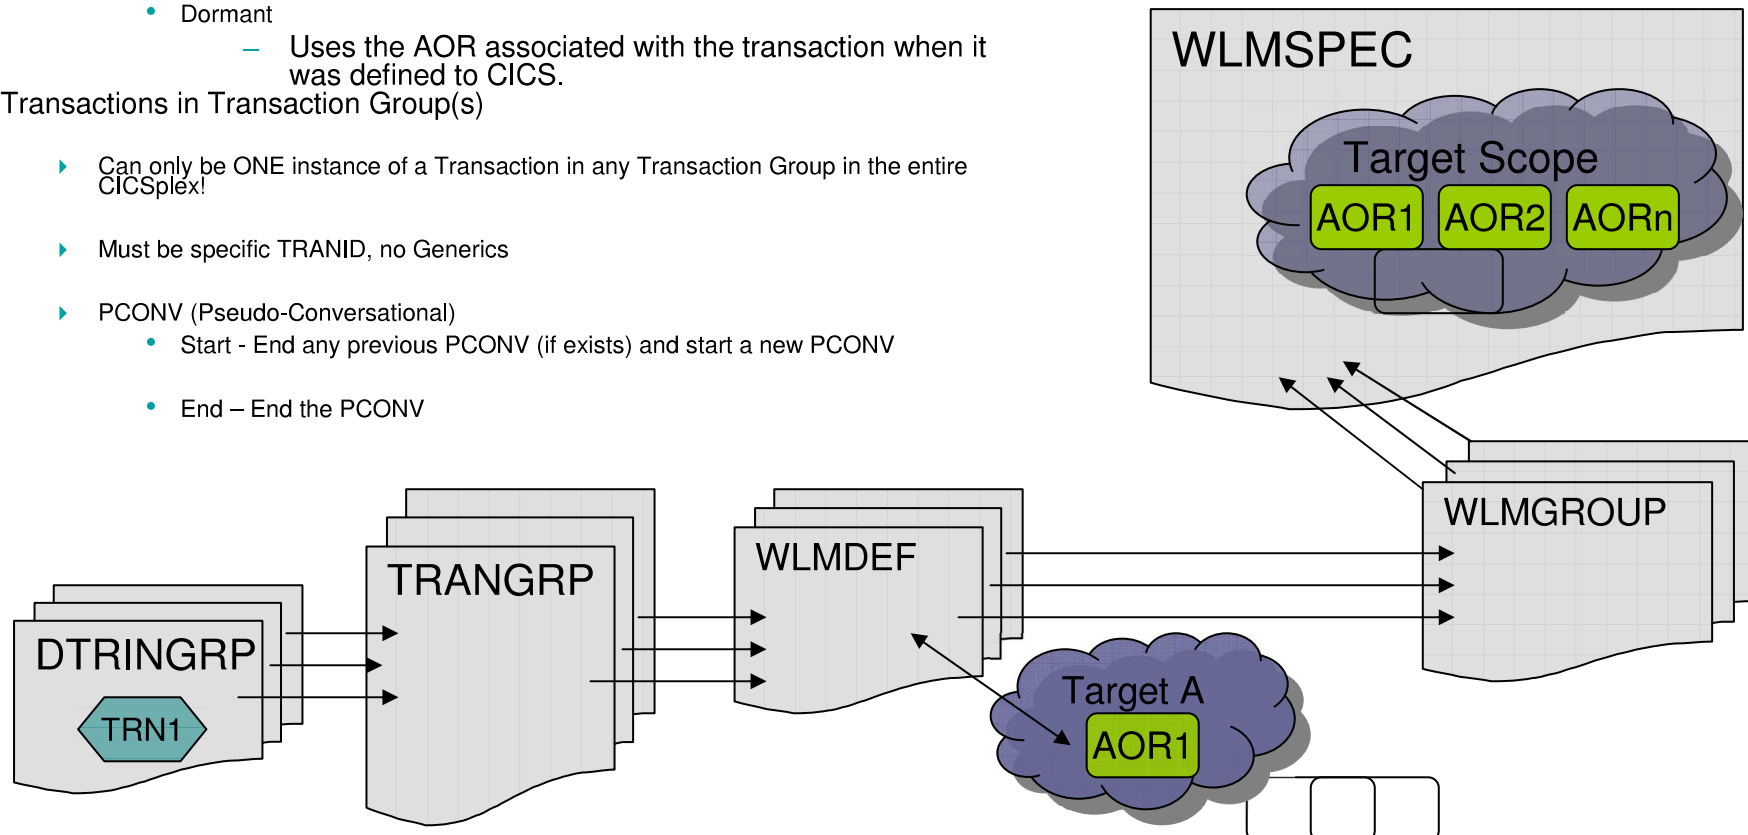 • Dormant
– Uses the AOR associated with the transaction when it
was defined to CICS.
Transactions in Transaction Group(s)
Can only be ONE instance of a Transaction in any Transaction Group in the entire
CICSplex!
Must be specific TRANID, no Generics
PCONV (Pseudo-Conversational)
• Start - End any previous PCONV (if exists) and start a new PCONV
• End – End the PCONV
WLMSPEC
Target Scope
AOR1 AOR2 AORn
WLMGROUP
WLMDEF
TRANGRP
DTRINGRP
TRN1
Target A
AOR1